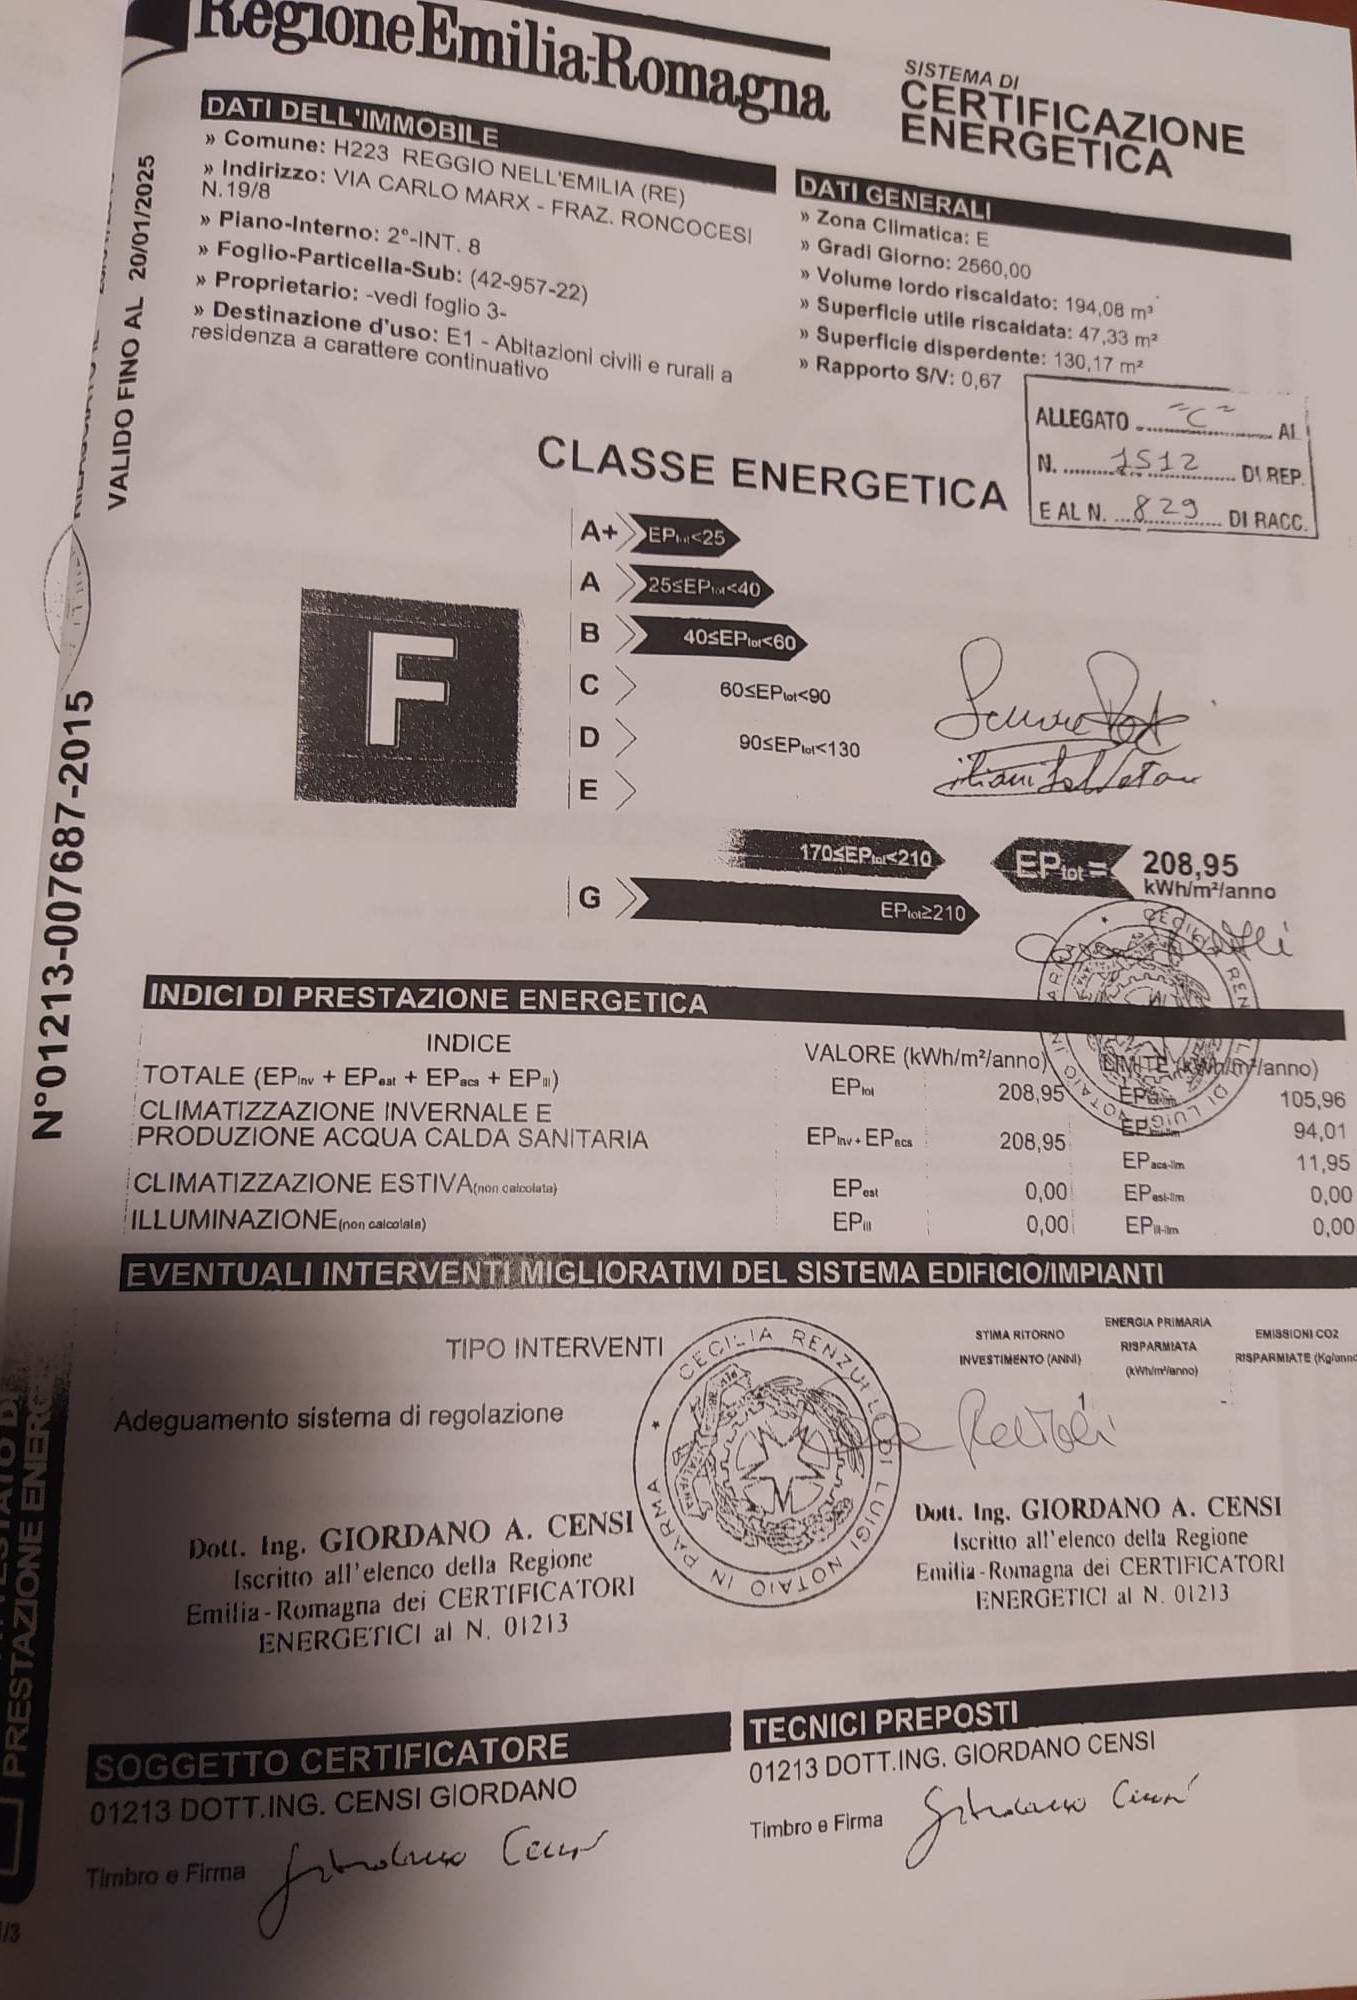 RegioneEmilia-Romagna
SISTEMA DI
CERTIFICAZIONE
ENERGETICA
DATI DELL'IMMOBILE
» Comune: H223 REGGIO NELL'EMILIA (RE)
» Indirizzo: VIA CARLO MARX - FRAZ. RONCOCESI
N.19/8
» Piano-Interno: 2°-INT. 8
» Foglio-Particella-Sub: (42-957-22)
» Proprietario: -vedi foglio 3-
» Destinazione d'uso: E1 - Abitazioni civili e rurali a
residenza a carattere continuativo
DATI GENERALI
» Zona Climatica: E
» Gradi Giorno: 2560,00
» Volume lordo riscaldato: 194,08 m³
» Superficie utile riscaldata: 47,33 m²
» Superficie disperdente: 130,17 m²
» Rapporto S/V: 0,67
ALLEGATO "C" AL
N. 1512 DI REP.
E AL N. 829 DI RACC.
VALIDO FINO AL 20/01/2025
N°01213-007687-2015
PRESTAZIONE ENERG
CLASSE ENERGETICA
F
A+ EPtot<25
A 25≤EPtot<40
B 40≤EPtot<60
C 60≤EPtot<90
D 90≤EPtot<130
E
170≤EPtot<210
EPtot = 208,95
kWh/m²/anno
G EPtot≥210
INDICI DI PRESTAZIONE ENERGETICA
INDICE VALORE (kWh/m²/anno) LIMITE (kWh/m²/anno)
TOTALE (EPinv + EPest + EPacs + EPill) EPtot 208,95 105,96
CLIMATIZZAZIONE INVERNALE E 94,01
PRODUZIONE ACQUA CALDA SANITARIA EPinv + EPacs 208,95 EPacs-lim 11,95
CLIMATIZZAZIONE ESTIVA(non calcolata) EPest 0,00 EPest-lim 0,00
ILLUMINAZIONE(non calcolata) EPill 0,00 EPill-lim 0,00
EVENTUALI INTERVENTI MIGLIORATIVI DEL SISTEMA EDIFICIO/IMPIANTI
TIPO INTERVENTI
STIMA RITORNO
INVESTIMENTO (ANNI)
ENERGIA PRIMARIA
RISPARMIATA
(kWh/m²/anno)
EMISSIONI CO2
RISPARMIATE (Kg/anno
Adeguamento sistema di regolazione 1 -
CECILIA RENZULLI DI LUIGI NOTAIO IN PARMA
Dott. Ing. GIORDANO A. CENSI
Iscritto all'elenco della Regione
Emilia-Romagna dei CERTIFICATORI
ENERGETICI al N. 01213
Dott. Ing. GIORDANO A. CENSI
Iscritto all'elenco della Regione
Emilia-Romagna dei CERTIFICATORI
ENERGETICI al N. 01213
SOGGETTO CERTIFICATORE
01213 DOTT.ING. CENSI GIORDANO
Timbro e Firma
TECNICI PREPOSTI
01213 DOTT.ING. GIORDANO CENSI
Timbro e Firma
/3